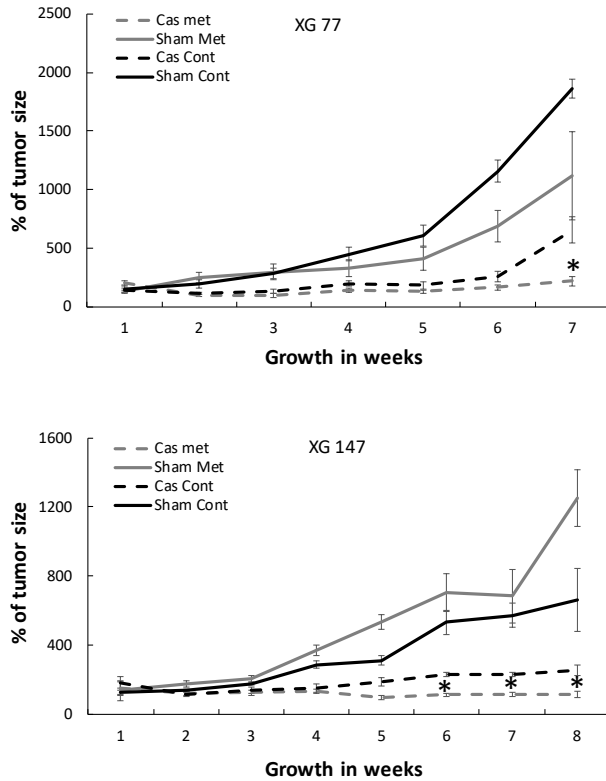 XG 77
Cas met
Sham Met
Cas Cont
Sham Cont
% of tumor size
2500
2000
1500
1000
500
0
1 2 3 4 5 6 7
*
Growth in weeks
XG 147
Cas met
Sham Met
Cas Cont
Sham Cont
% of tumor size
1600
1200
800
400
0
1 2 3 4 5 6 7 8
* * *
Growth in weeks